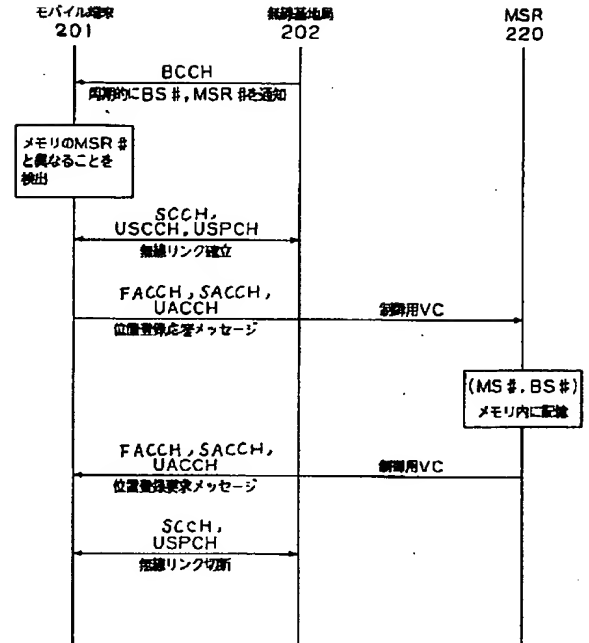 モバイル端末
201
無線基地局
202
MSR
220
BCCH
周期的にBS#,MSR#を通知
メモリのMSR#
と異なることを
検出
SCCH,
USCCH,USPCH
無線リンク確立
FACCH,SACCH,
UACCH
制御用VC
位置登録応答メッセージ
(MS#,BS#)
メモリ内に記憶
FACCH,SACCH,
UACCH
制御用VC
位置登録要求メッセージ
SCCH,
USPCH
無線リンク切断